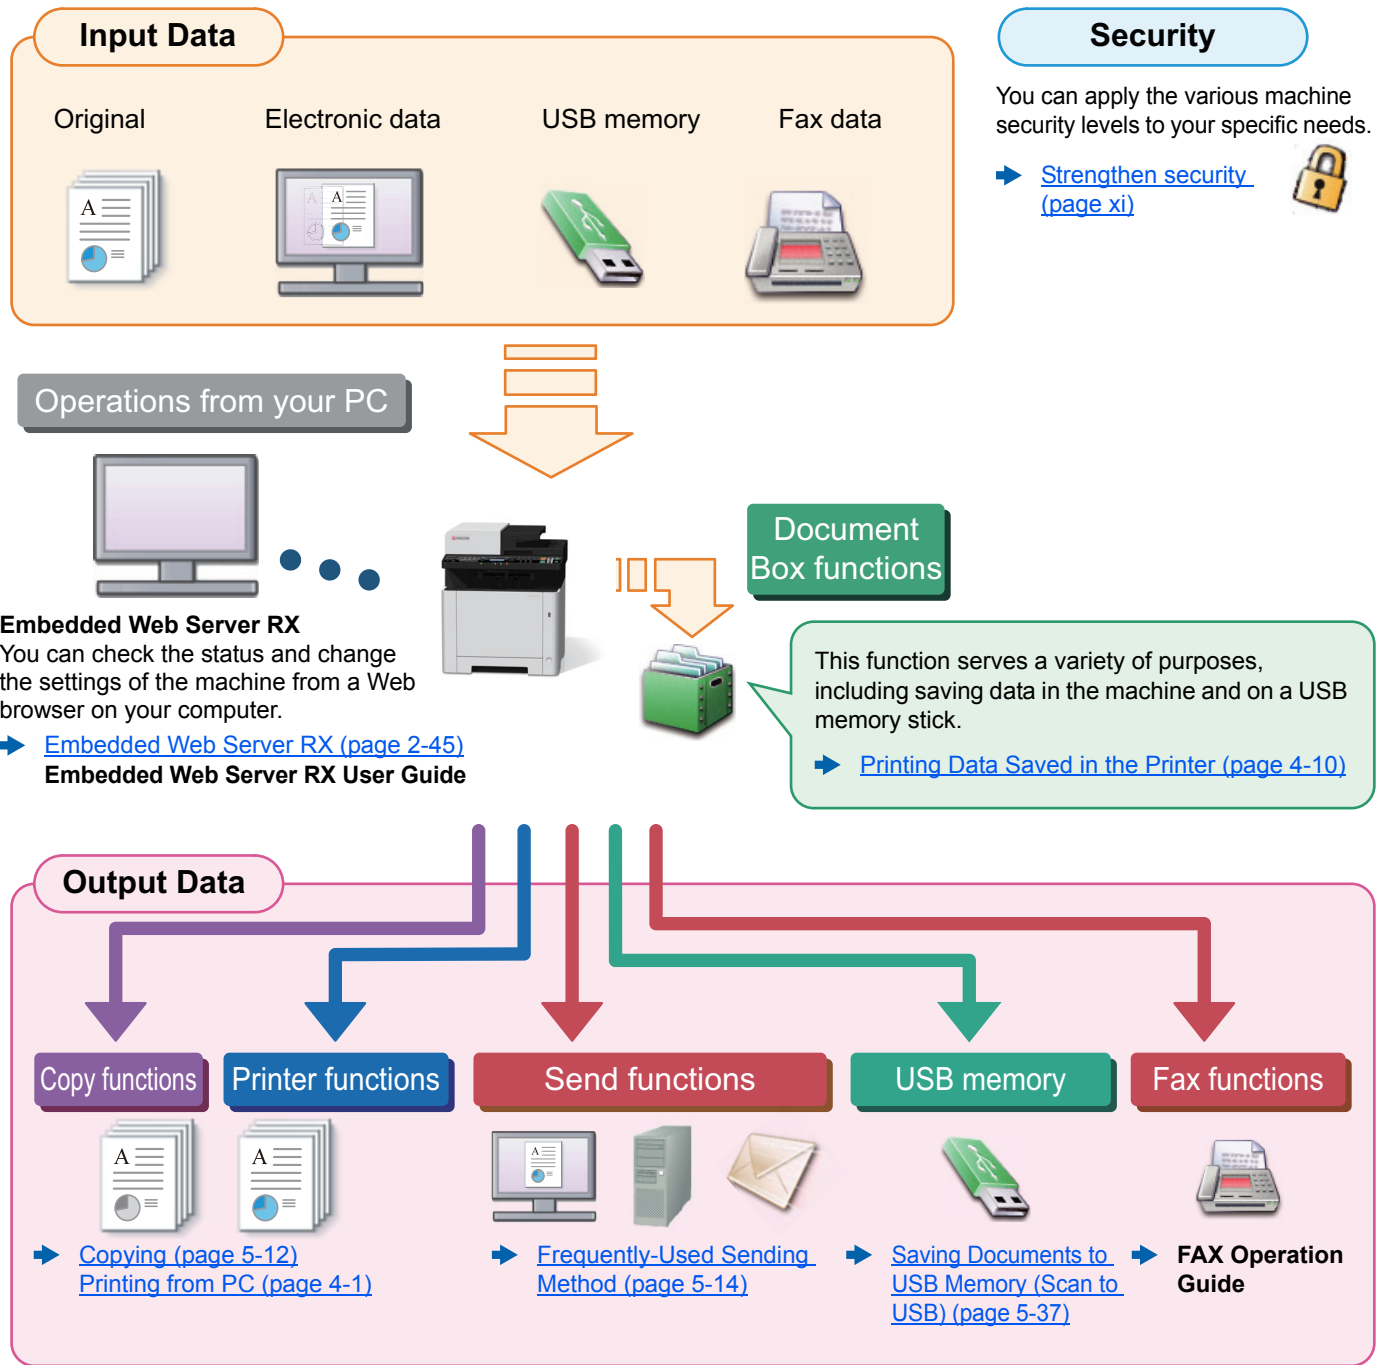 Input Data
Original
Electronic data
USB memory
Fax data
Security
You can apply the various machine
security levels to your specific needs.
Strengthen security
(page xi)
Operations from your PC
Embedded Web Server RX
You can check the status and change
the settings of the machine from a Web
browser on your computer.
Embedded Web Server RX (page 2-45)
Embedded Web Server RX User Guide
Document
Box functions
This function serves a variety of purposes,
including saving data in the machine and on a USB
memory stick.
Printing Data Saved in the Printer (page 4-10)
Output Data
Copy functions
Printer functions
Send functions
USB memory
Fax functions
Copying (page 5-12)
Printing from PC (page 4-1)
Frequently-Used Sending
Method (page 5-14)
Saving Documents to
USB Memory (Scan to
USB) (page 5-37)
FAX Operation
Guide